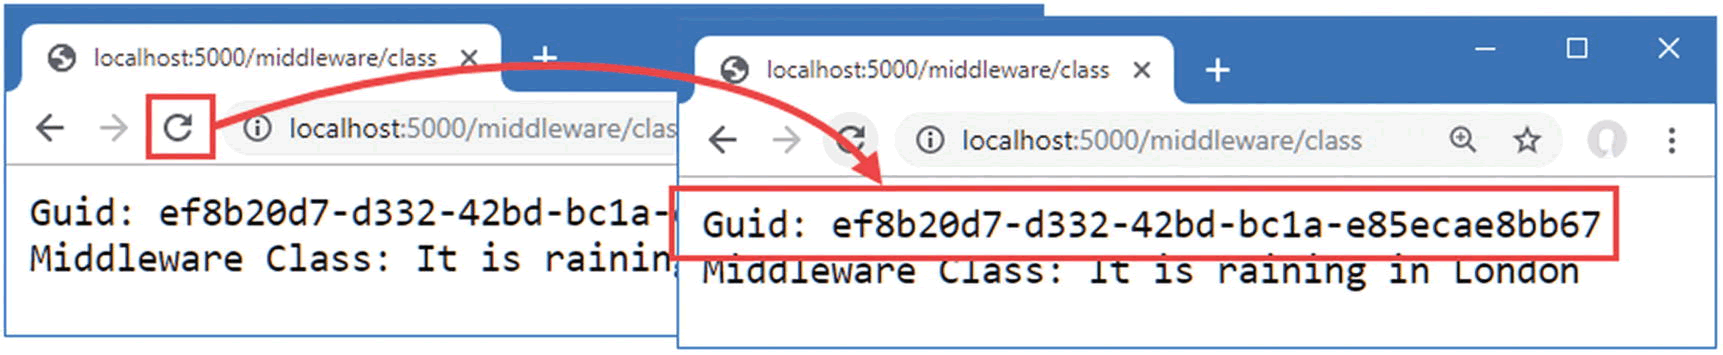 localhost:5000/middleware/class
localhost:5000/middleware/clas
Guid: ef8b20d7-d332-42bd-bc1a-
Middleware Class: It is raining
localhost:5000/middleware/class
localhost:5000/middleware/class
Guid: ef8b20d7-d332-42bd-bc1a-e85ecae8bb67
Middleware Class: It is raining in London